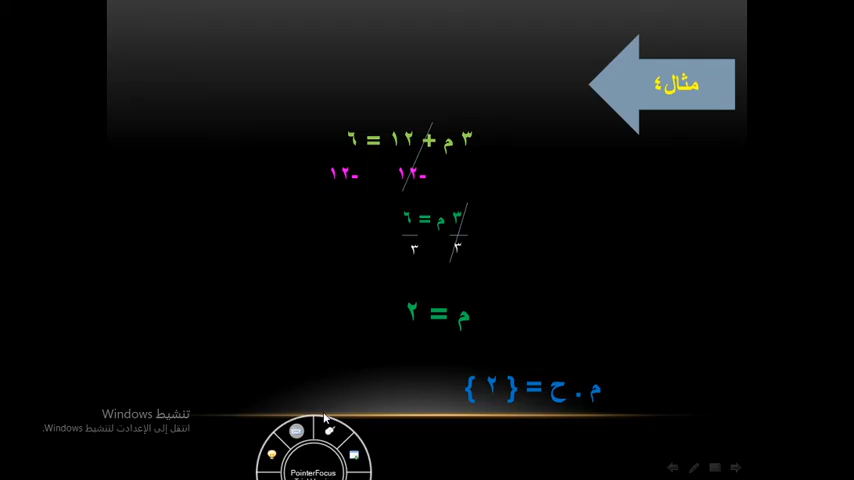 مثال٤
٣ م + ١٢ = ٦
-١٢ -١٢
٣ م = ٦
٣ ٣
م = ٢
م . ح = { ٢ }
تنشيط Windows
انتقل إلى الإعدادات لتنشيط Windows.
PointerFocus